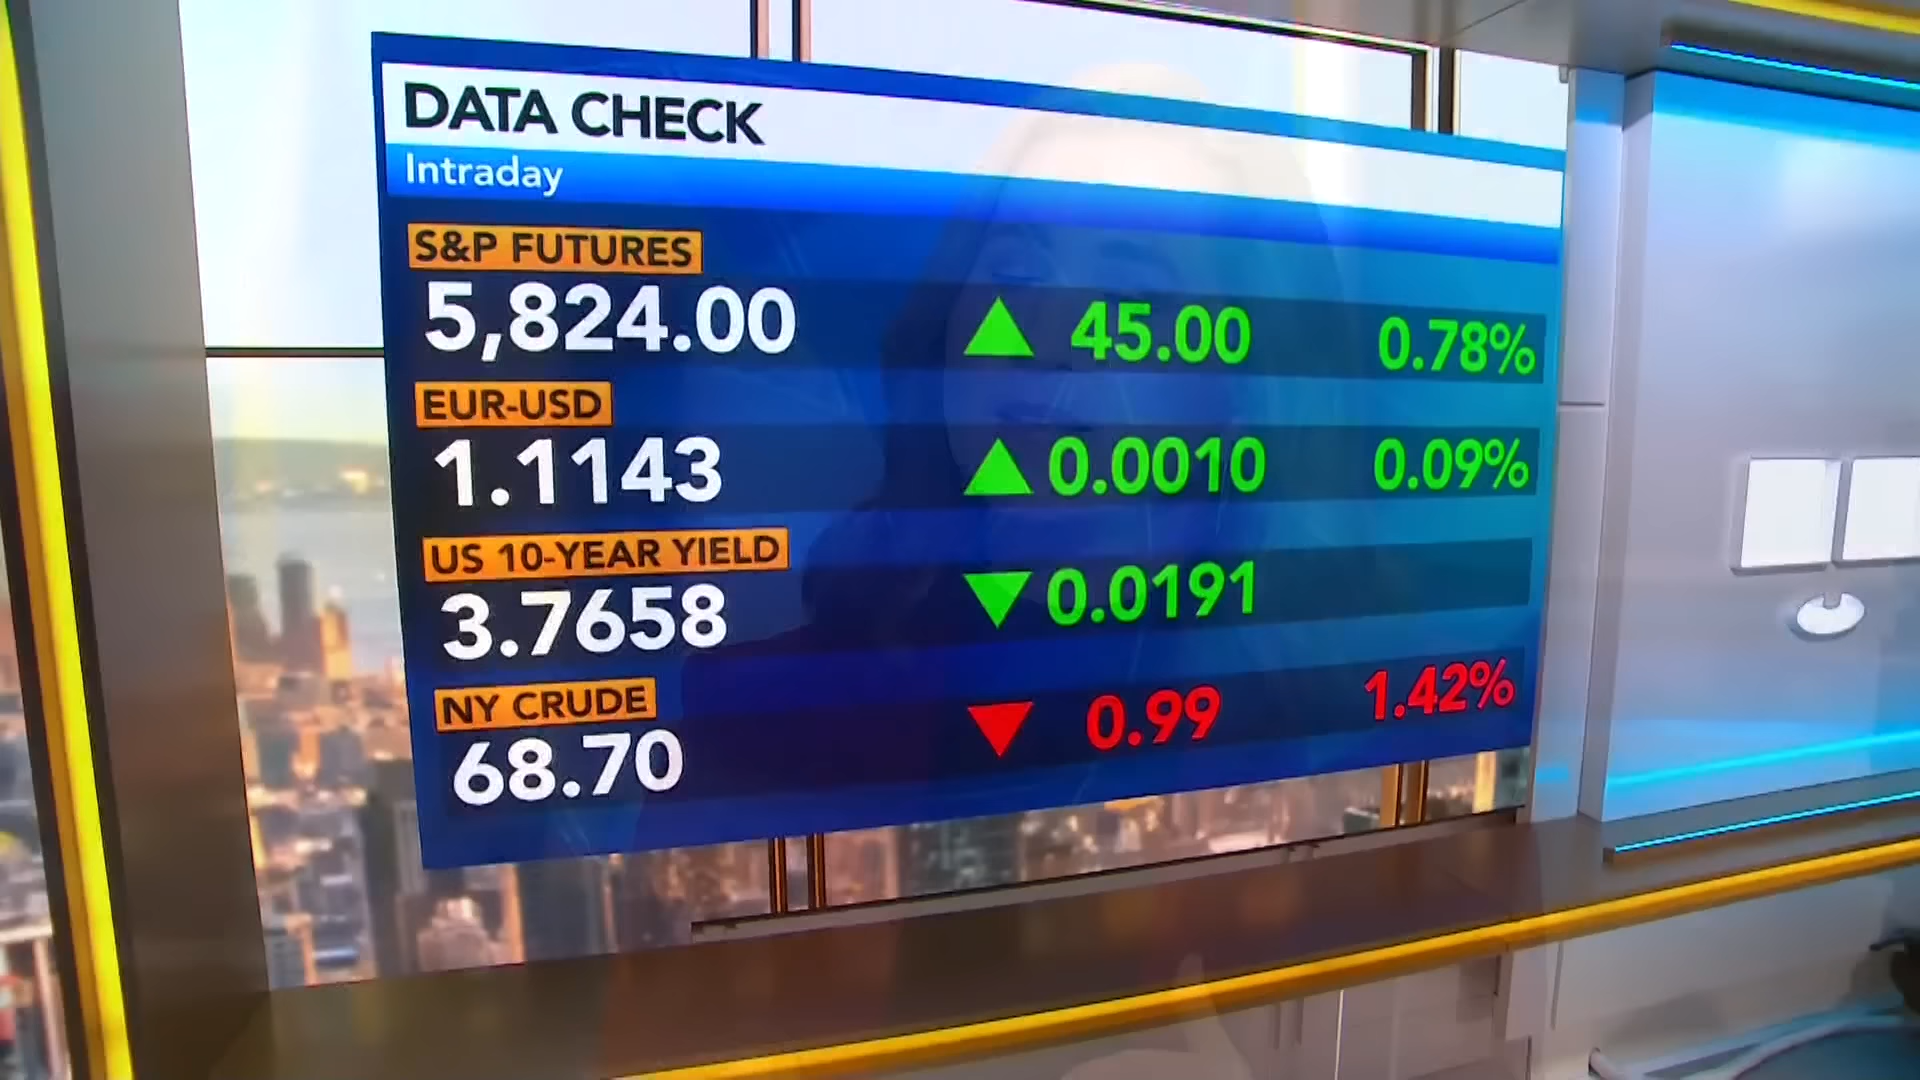 DATA CHECK
Intraday
S&P FUTURES
5,824.00 ▲ 45.00 0.78%
EUR-USD
1.1143 ▲ 0.0010 0.09%
US 10-YEAR YIELD
3.7658 ▼ 0.0191
NY CRUDE
68.70 ▼ 0.99 1.42%